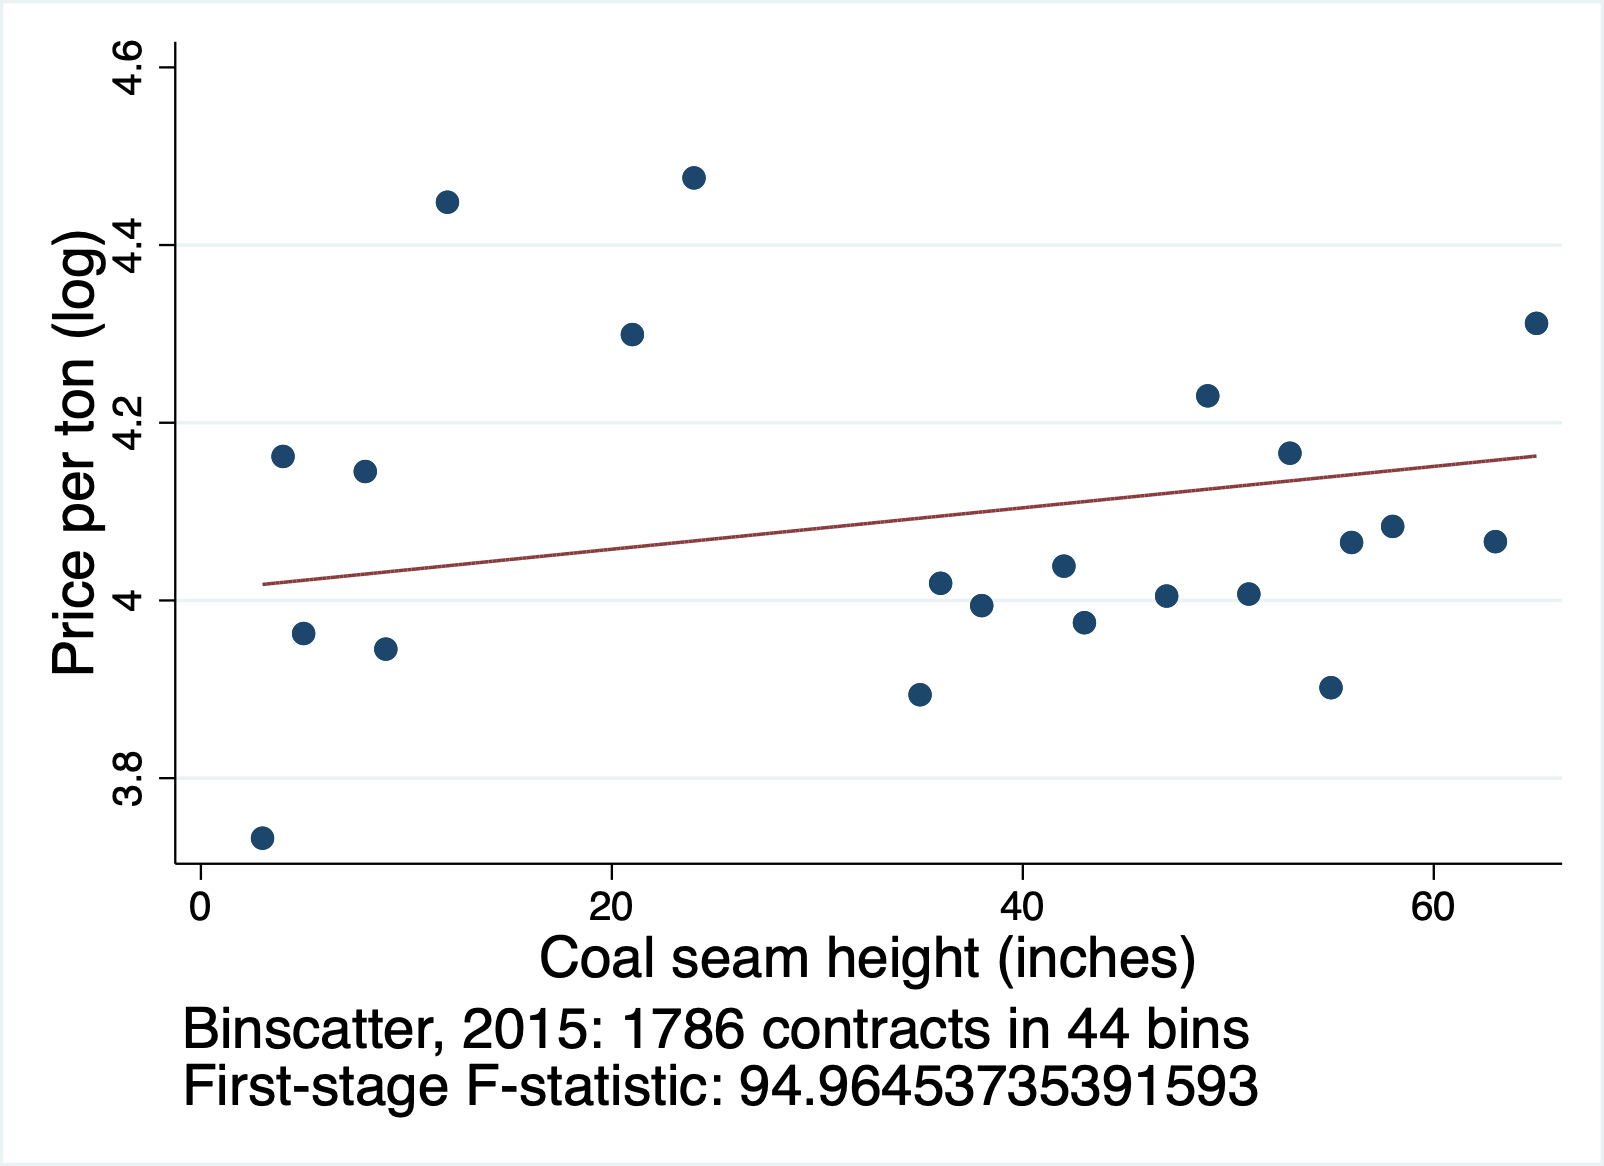 4.6
4.4
4.2
4
3.8
Price per ton (log)
0 20 40 60
Coal seam height (inches)
Binscatter, 2015: 1786 contracts in 44 bins
First-stage F-statistic: 94.96453735391593